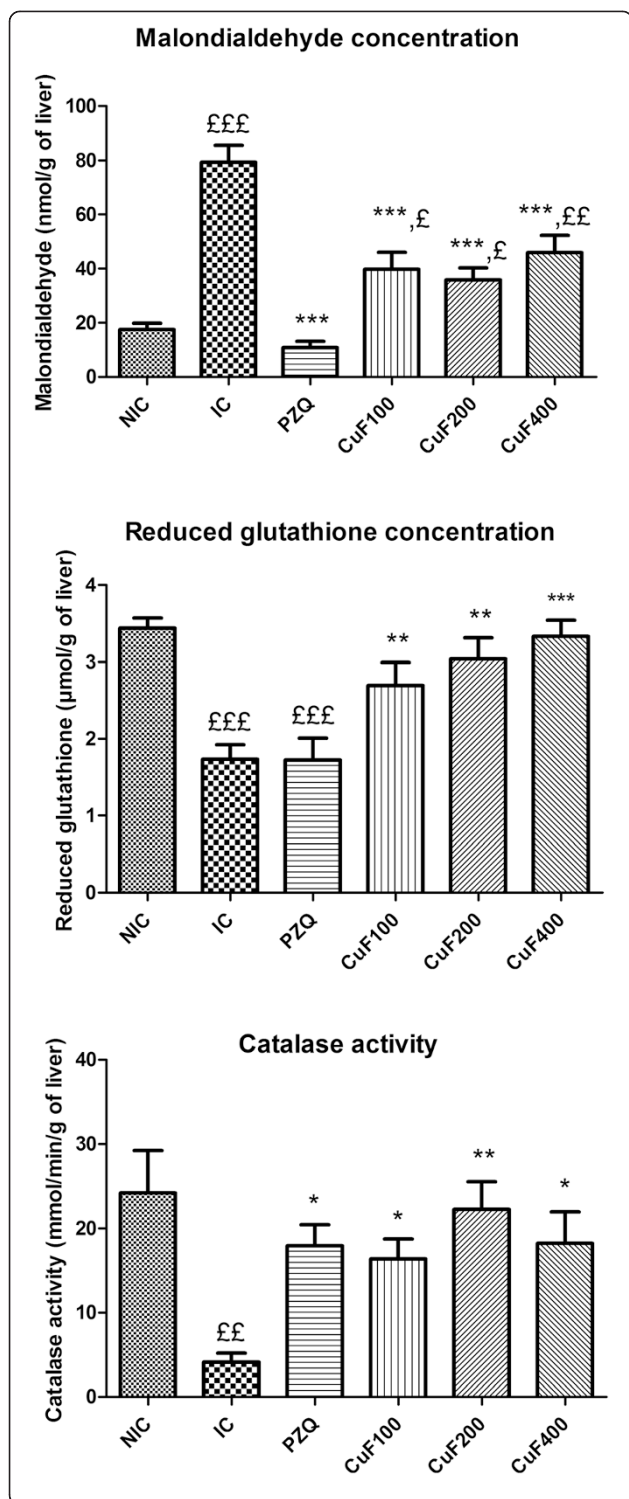 Malondialdehyde concentration
Malondialdehyde (nmol/g of liver)
100
80
60
40
20
0
£££
***
***,£
***,£
***,££
NIC
IC
PZQ
CuF100
CuF200
CuF400
Reduced glutathione concentration
Reduced glutathione (µmol/g of liver)
4
3
2
1
0
£££
£££
**
**
***
NIC
IC
PZQ
CuF100
CuF200
CuF400
Catalase activity
Catalase activity (mmol/min/g of liver)
40
30
20
10
0
££
*
*
**
*
NIC
IC
PZQ
CuF100
CuF200
CuF400